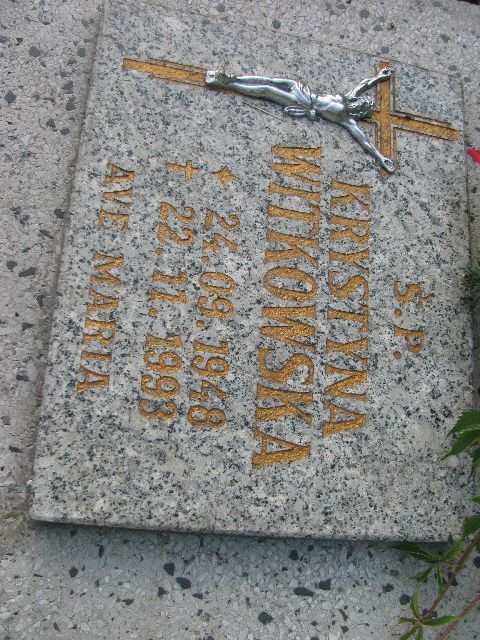 Ś.P.
KRYSTYNA
WITKOWSKA
24.09.1948
22.11.1993
AVE MARIA